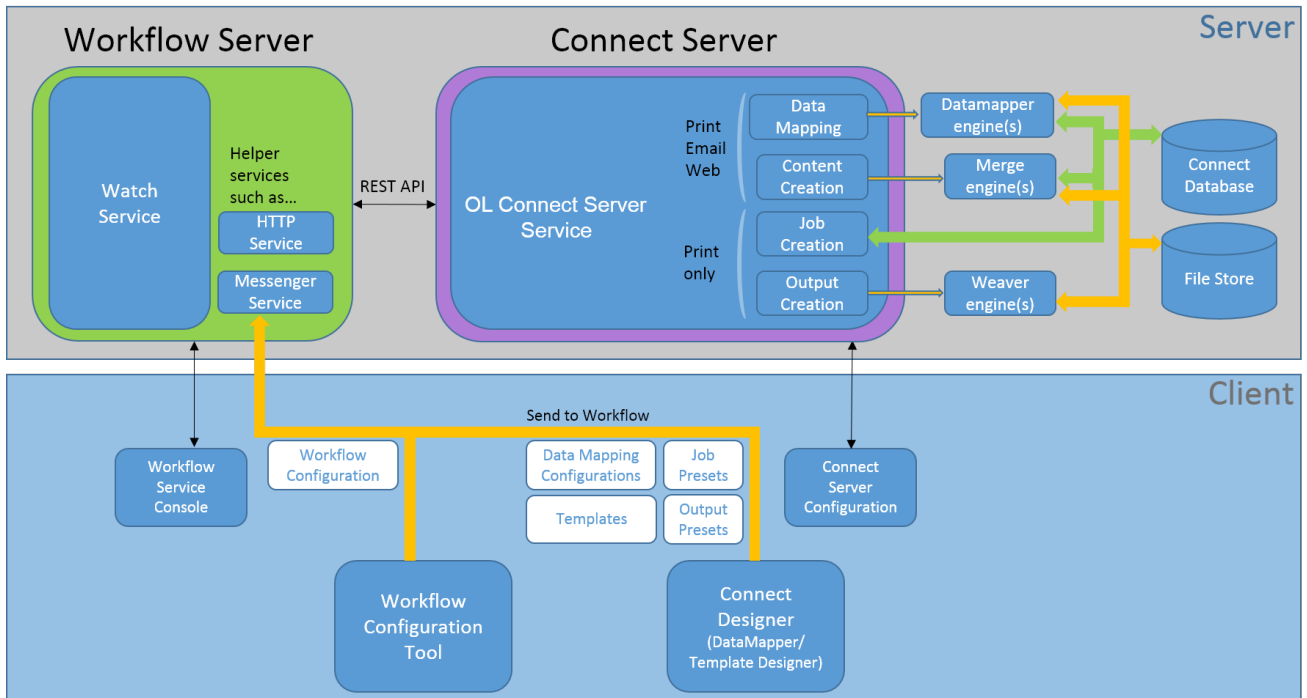 Server
Workflow Server
Connect Server
Watch
Service
Helper
services
such as...
HTTP
Service
Messenger
Service
REST API
OL Connect Server
Service
Print
Email
Web
Print
only
Data
Mapping
Content
Creation
Job
Creation
Output
Creation
Datamapper
engine(s)
Merge
engine(s)
Weaver
engine(s)
Connect
Database
File Store
Client
Send to Workflow
Workflow
Service
Console
Workflow
Configuration
Data Mapping
Configurations
Job
Presets
Templates
Output
Presets
Connect
Server
Configuration
Workflow
Configuration
Tool
Connect
Designer
(DataMapper/
Template Designer)